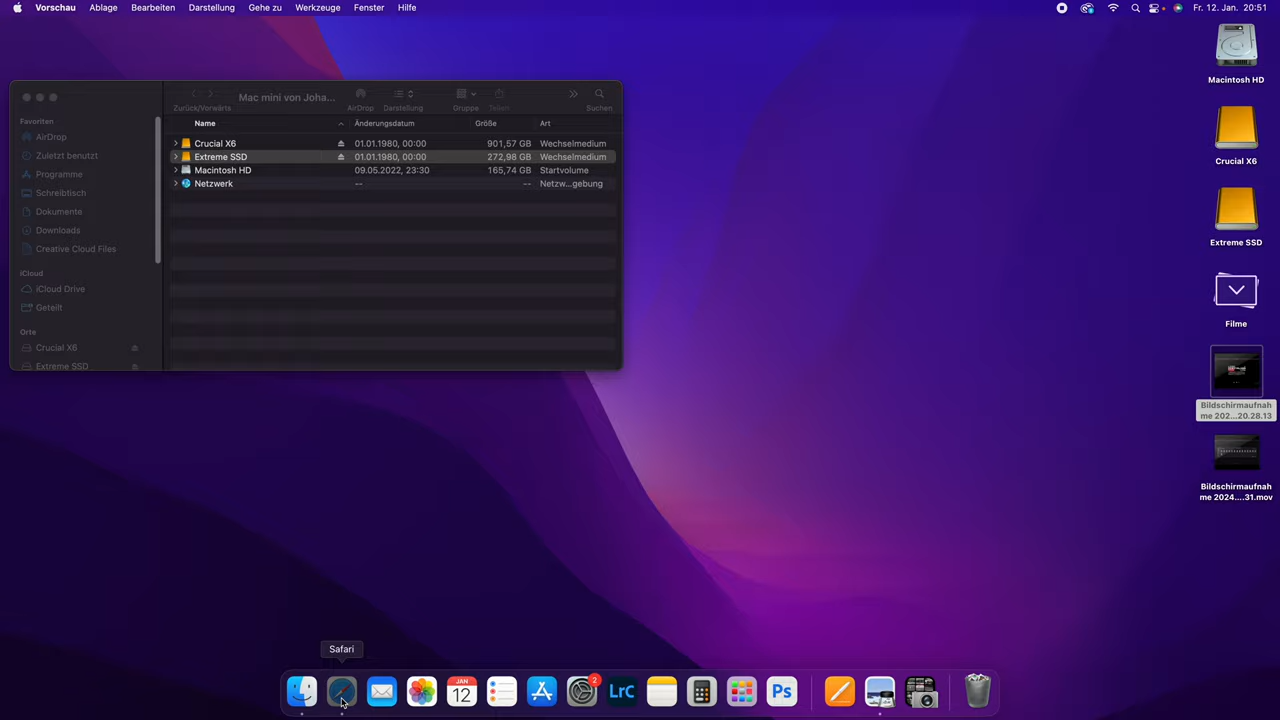 Vorschau Ablage Bearbeiten Darstellung Gehe zu Werkzeuge Fenster Hilfe Fr. 12. Jan. 20:51
Mac mini von Joha...
Zurück/Vorwärts AirDrop Darstellung Gruppe Teilen Suchen
Favoriten
AirDrop
Zuletzt benutzt
Programme
Schreibtisch
Dokumente
Downloads
Creative Cloud Files
iCloud
iCloud Drive
Geteilt
Orte
Crucial X6
Extreme SSD
Name Änderungsdatum Größe Art
Crucial X6 01.01.1980, 00:00 901,57 GB Wechselmedium
Extreme SSD 01.01.1980, 00:00 272,98 GB Wechselmedium
Macintosh HD 09.05.2022, 23:30 165,74 GB Startvolume
Netzwerk -- -- Netzw...gebung
Macintosh HD
Crucial X6
Extreme SSD
Filme
Bildschirmaufnah
me 202...20.28.13
Bildschirmaufnah
me 2024....31.mov
Safari
JAN
12
2
LrC
Ps